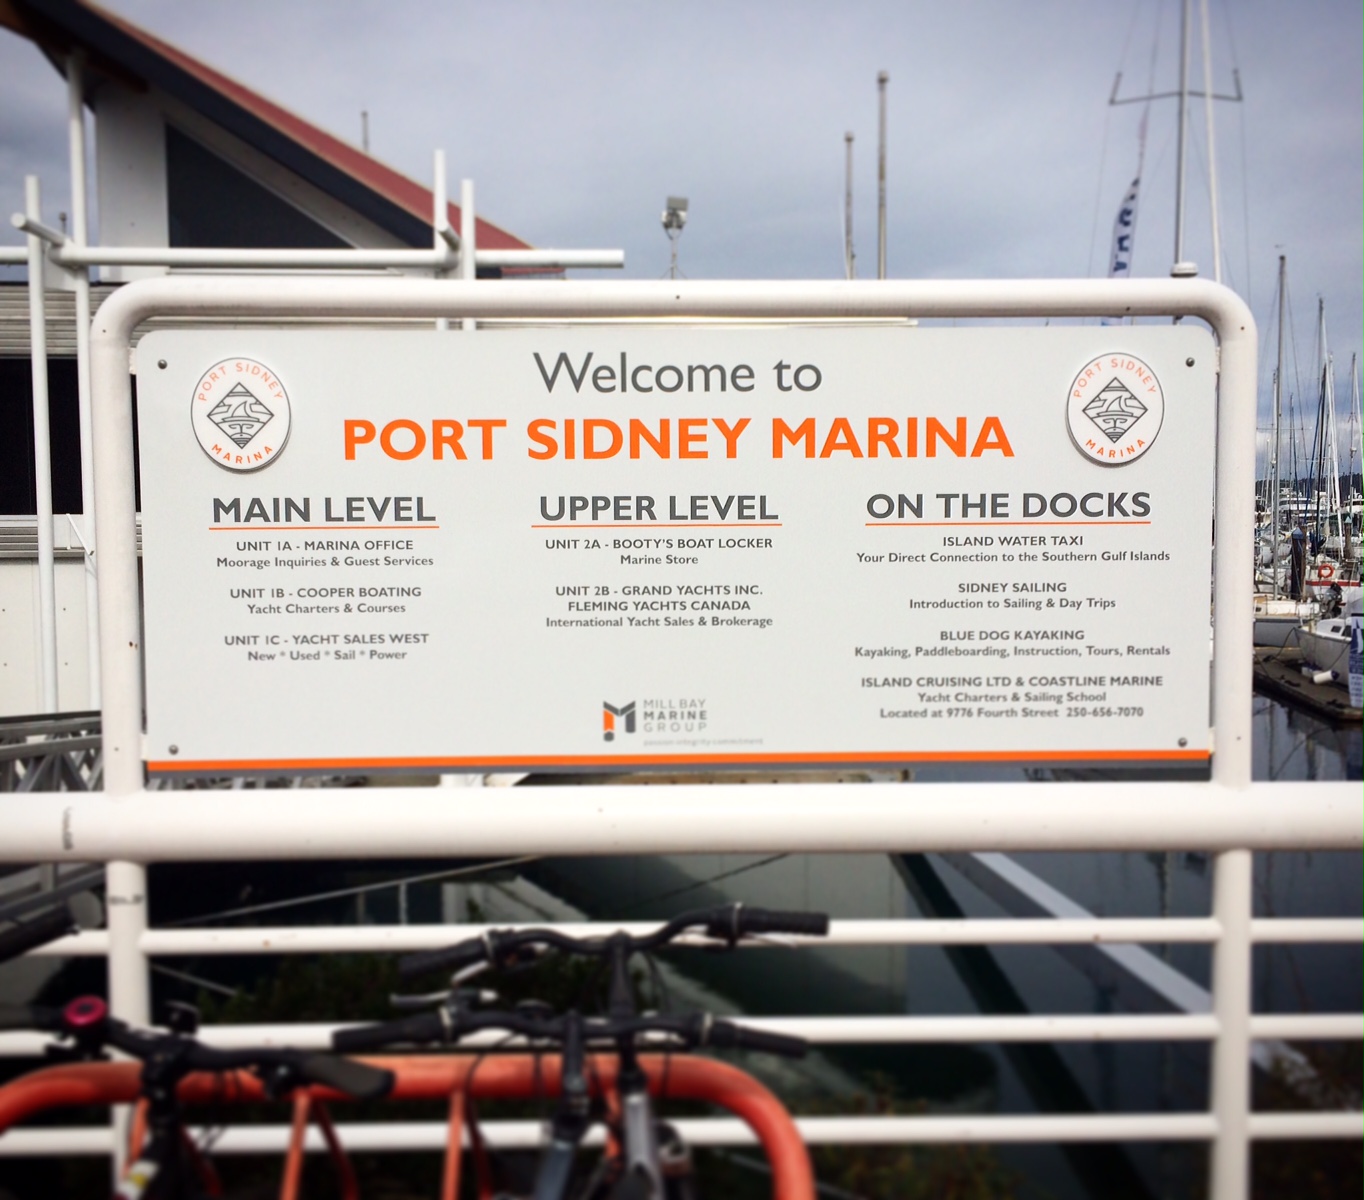 Welcome to
PORT SIDNEY MARINA
PORT SIDNEY
MARINA
PORT SIDNEY
MARINA
MAIN LEVEL
UNIT 1A - MARINA OFFICE
Moorage Inquiries & Guest Services
UNIT 1B - COOPER BOATING
Yacht Charters & Courses
UNIT 1C - YACHT SALES WEST
New * Used * Sail * Power
UPPER LEVEL
UNIT 2A - BOOTY'S BOAT LOCKER
Marine Store
UNIT 2B - GRAND YACHTS INC.
FLEMING YACHTS CANADA
International Yacht Sales & Brokerage
MILL BAY
MARINE
GROUP
passion.integrity.commitment
ON THE DOCKS
ISLAND WATER TAXI
Your Direct Connection to the Southern Gulf Islands
SIDNEY SAILING
Introduction to Sailing & Day Trips
BLUE DOG KAYAKING
Kayaking, Paddleboarding, Instruction, Tours, Rentals
ISLAND CRUISING LTD & COASTLINE MARINE
Yacht Charters & Sailing School
Located at 9776 Fourth Street 250-656-7070